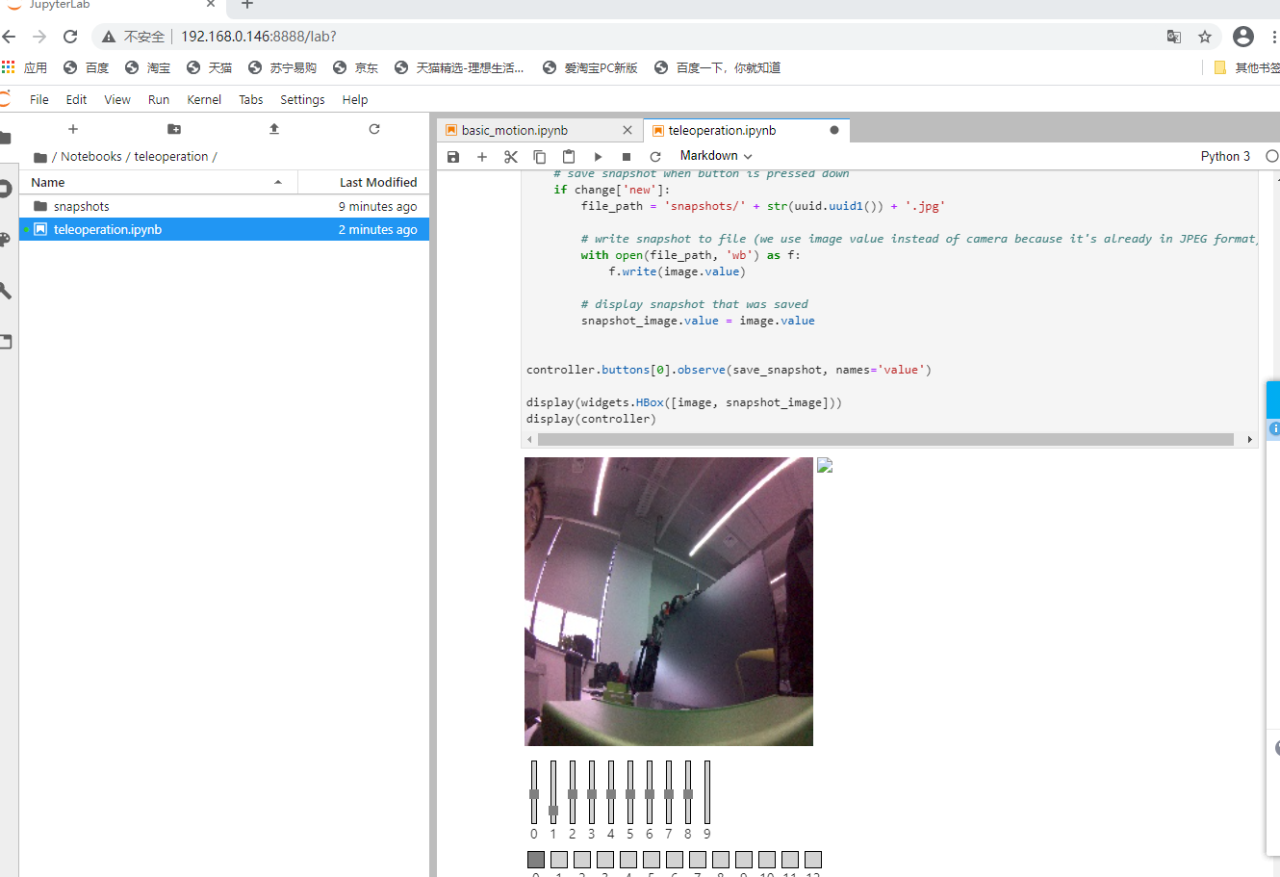 JupyterLab
不安全 192.168.0.146:8888/lab?
应用 百度 淘宝 天猫 苏宁易购 京东 天猫精选-理想生活... 爱淘宝PC新版 百度一下，你就知道 其他书签
File Edit View Run Kernel Tabs Settings Help
basic_motion.ipynb teleoperation.ipynb
/ Notebooks / teleoperation /
Markdown Python 3
Name Last Modified
snapshots 9 minutes ago
teleoperation.ipynb 2 minutes ago
# save snapshot when button is pressed down
if change['new']:
file_path = 'snapshots/' + str(uuid.uuid1()) + '.jpg'
# write snapshot to file (we use image value instead of camera because it's already in JPEG format)
with open(file_path, 'wb') as f:
f.write(image.value)
# display snapshot that was saved
snapshot_image.value = image.value
controller.buttons[0].observe(save_snapshot, names='value')
display(widgets.HBox([image, snapshot_image]))
display(controller)
0 1 2 3 4 5 6 7 8 9
0 1 2 3 4 5 6 7 8 9 10 11 12